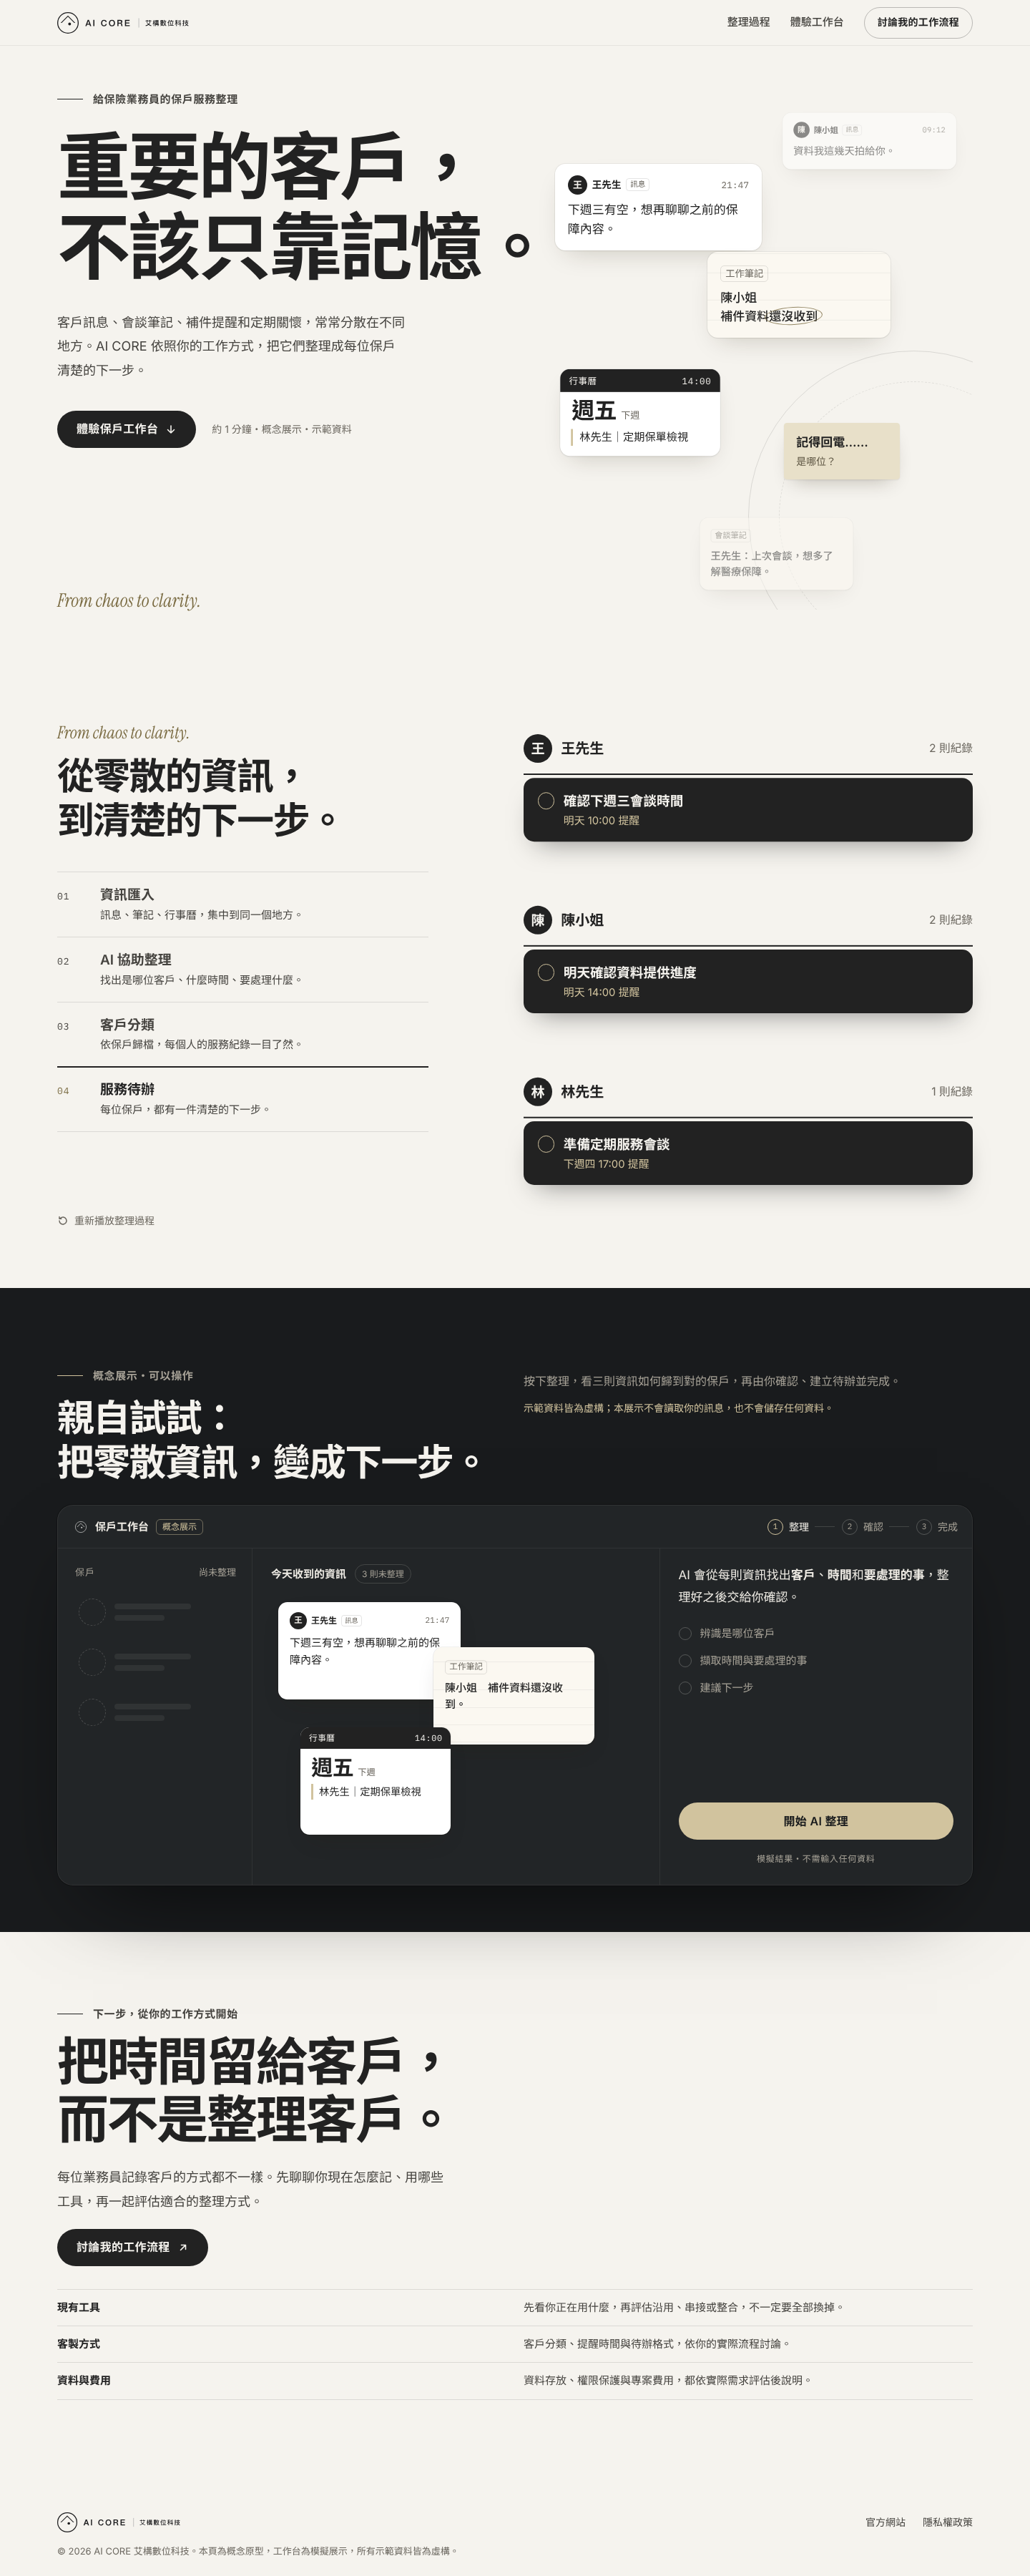 AI CORE | 艾構數位科技
整理過程
體驗工作台
討論我的工作流程
給保險業務員的保戶服務整理
重要的客戶，
不該只靠記憶。
客戶訊息、會談筆記、補件提醒和定期關懷，常常分散在不同
地方。AI CORE 依照你的工作方式，把它們整理成每位保戶
清楚的下一步。
體驗保戶工作台 ↓
約 1 分鐘・概念展示・示範資料
From chaos to clarity.
陳 陳小姐 訊息 09:12
資料我這幾天拍給你。
王 王先生 訊息 21:47
下週三有空，想再聊聊之前的保
障內容。
工作筆記
陳小姐
補件資料還沒收到
行事曆 14:00
週五 下週
林先生｜定期保單檢視
記得回電……
是哪位？
會談筆記
王先生：上次會談，想多了
解醫療保障。
From chaos to clarity.
從零散的資訊，
到清楚的下一步。
01 資訊匯入
訊息、筆記、行事曆，集中到同一個地方。
02 AI 協助整理
找出是哪位客戶、什麼時間、要處理什麼。
03 客戶分類
依保戶歸檔，每個人的服務紀錄一目了然。
04 服務待辦
每位保戶，都有一件清楚的下一步。
重新播放整理過程
王 王先生 2 則紀錄
確認下週三會談時間
明天 10:00 提醒
陳 陳小姐 2 則紀錄
明天確認資料提供進度
明天 14:00 提醒
林 林先生 1 則紀錄
準備定期服務會談
下週四 17:00 提醒
概念展示・可以操作
親自試試：
把零散資訊，變成下一步。
按下整理，看三則資訊如何歸到對的保戶，再由你確認、建立待辦並完成。
示範資料皆為虛構；本展示不會讀取你的訊息，也不會儲存任何資料。
保戶工作台 概念展示
1 整理 2 確認 3 完成
保戶 尚未整理
今天收到的資訊 3 則未整理
王 王先生 訊息 21:47
下週三有空，想再聊聊之前的保
障內容。
工作筆記
陳小姐 補件資料還沒收
到。
行事曆 14:00
週五 下週
林先生｜定期保單檢視
AI 會從每則資訊找出客戶、時間和要處理的事，整
理好之後交給你確認。
辨識是哪位客戶
擷取時間與要處理的事
建議下一步
開始 AI 整理
模擬結果・不需輸入任何資料
下一步，從你的工作方式開始
把時間留給客戶，
而不是整理客戶。
每位業務員記錄客戶的方式都不一樣。先聊聊你現在怎麼記、用哪些
工具，再一起評估適合的整理方式。
討論我的工作流程 ↗
現有工具 先看你正在用什麼，再評估沿用、串接或整合，不一定要全部換掉。
客製方式 客戶分類、提醒時間與待辦格式，依你的實際流程討論。
資料與費用 資料存放、權限保護與專案費用，都依實際需求評估後說明。
AI CORE | 艾構數位科技
官方網站
隱私權政策
© 2026 AI CORE 艾構數位科技。本頁為概念原型，工作台為模擬展示，所有示範資料皆為虛構。